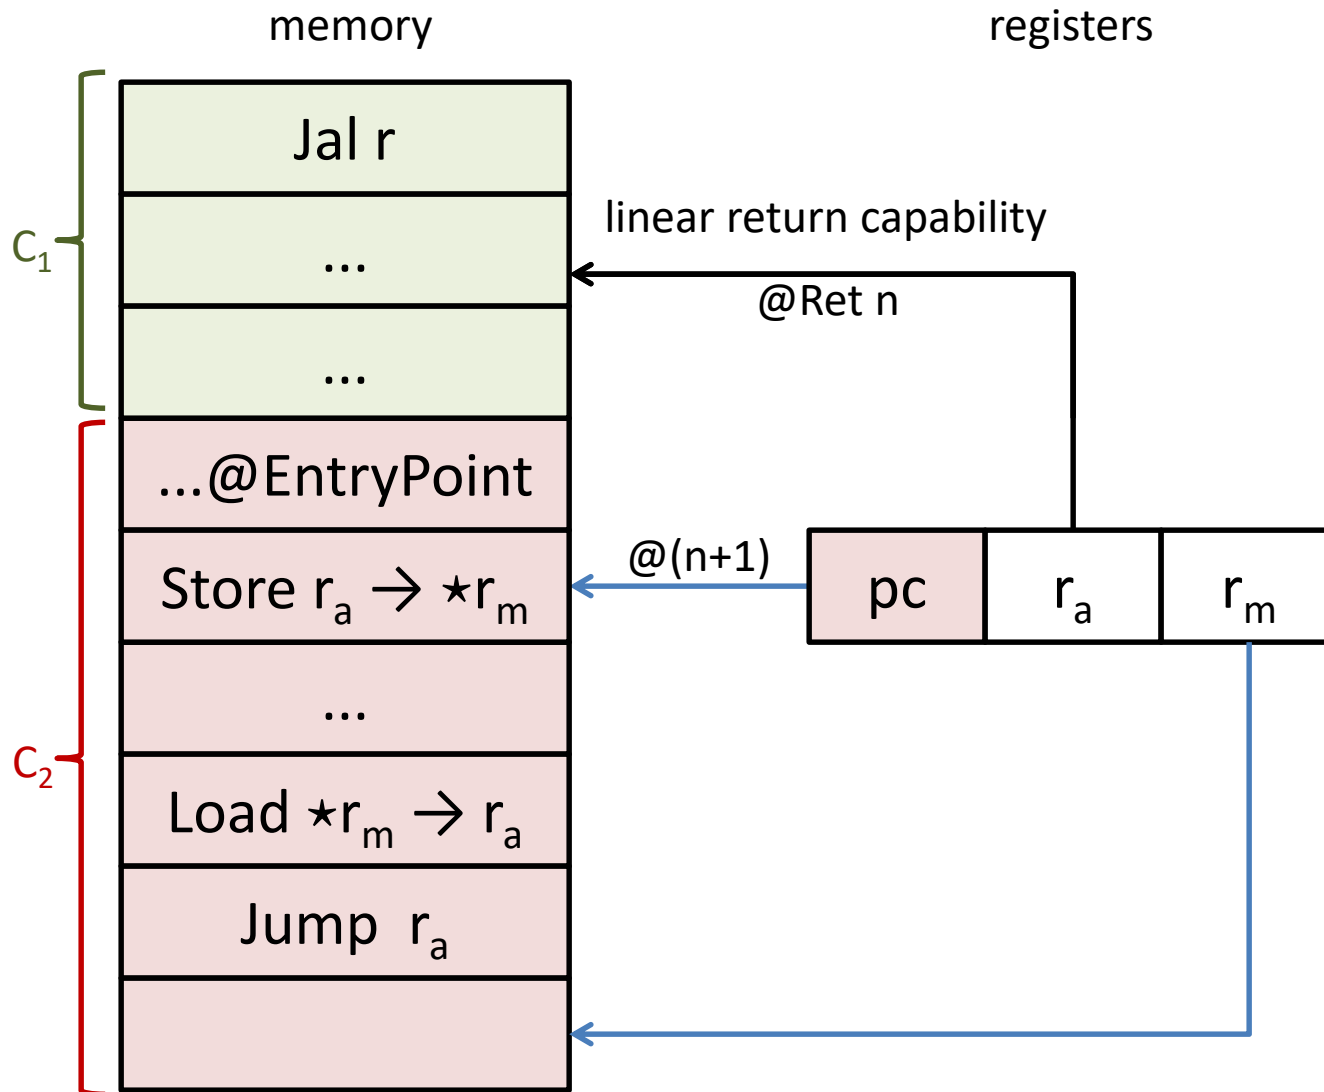 memory
registers
Jal r
linear return capability
...
C₁
@Ret n
...
...@EntryPoint
@(n+1)
Store rₐ → ⋆rₘ
pc
rₐ
rₘ
...
C₂
Load ⋆rₘ → rₐ
Jump rₐ